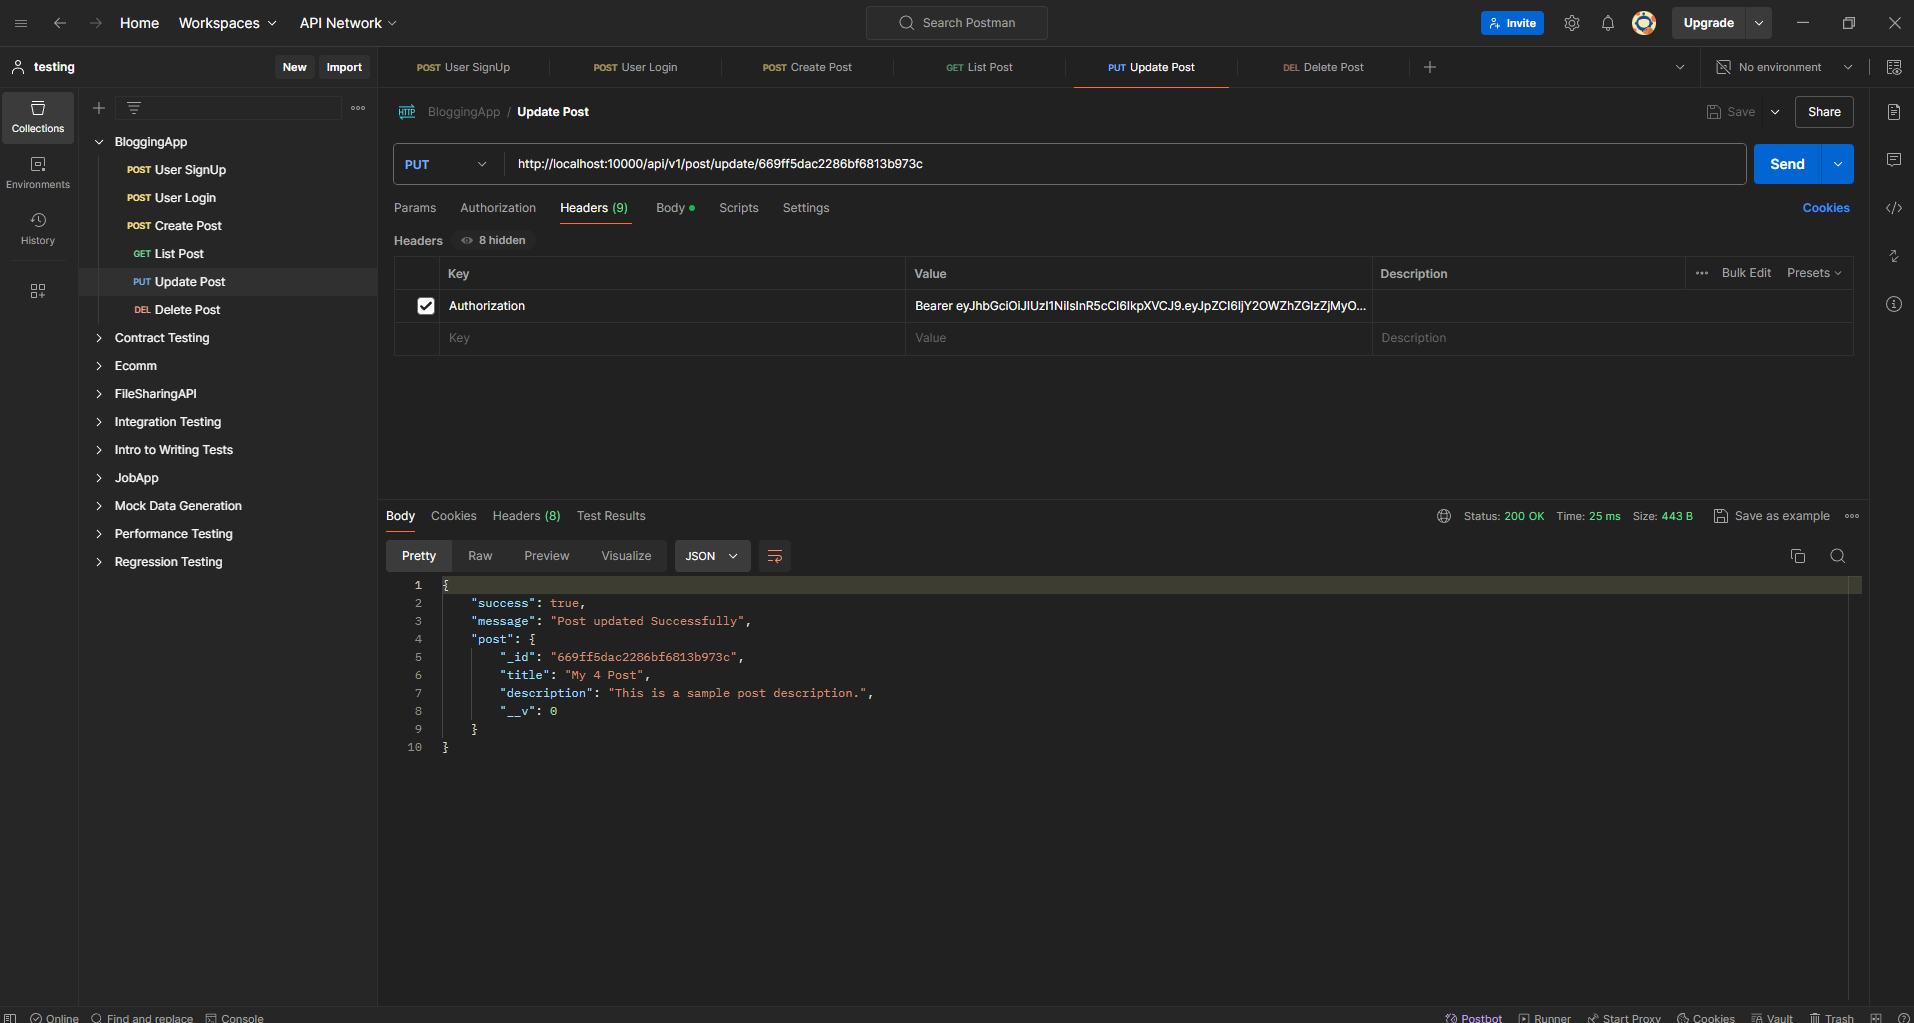 Home Workspaces API Network Search Postman Invite Upgrade
testing New Import POST User SignUp POST User Login POST Create Post GET List Post PUT Update Post DEL Delete Post No environment
Collections
Environments
History
BloggingApp
POST User SignUp
POST User Login
POST Create Post
GET List Post
PUT Update Post
DEL Delete Post
Contract Testing
Ecomm
FileSharingAPI
Integration Testing
Intro to Writing Tests
JobApp
Mock Data Generation
Performance Testing
Regression Testing
HTTP BloggingApp / Update Post Save Share
PUT http://localhost:10000/api/v1/post/update/669ff5dac2286bf6813b973c Send
Params Authorization Headers (9) Body Scripts Settings Cookies
Headers 8 hidden
Key Value Description Bulk Edit Presets
Authorization Bearer eyJhbGciOiJIUzI1NiIsInR5cCI6IkpXVCJ9.eyJpZCI6IjY2OWZhZGIzZjMyO...
Key Value Description
Body Cookies Headers (8) Test Results Status: 200 OK Time: 25 ms Size: 443 B Save as example
Pretty Raw Preview Visualize JSON
1 {
2 "success": true,
3 "message": "Post updated Successfully",
4 "post": {
5 "_id": "669ff5dac2286bf6813b973c",
6 "title": "My 4 Post",
7 "description": "This is a sample post description.",
8 "__v": 0
9 }
10 }
Online Find and replace Console Postbot Runner Start Proxy Cookies Vault Trash